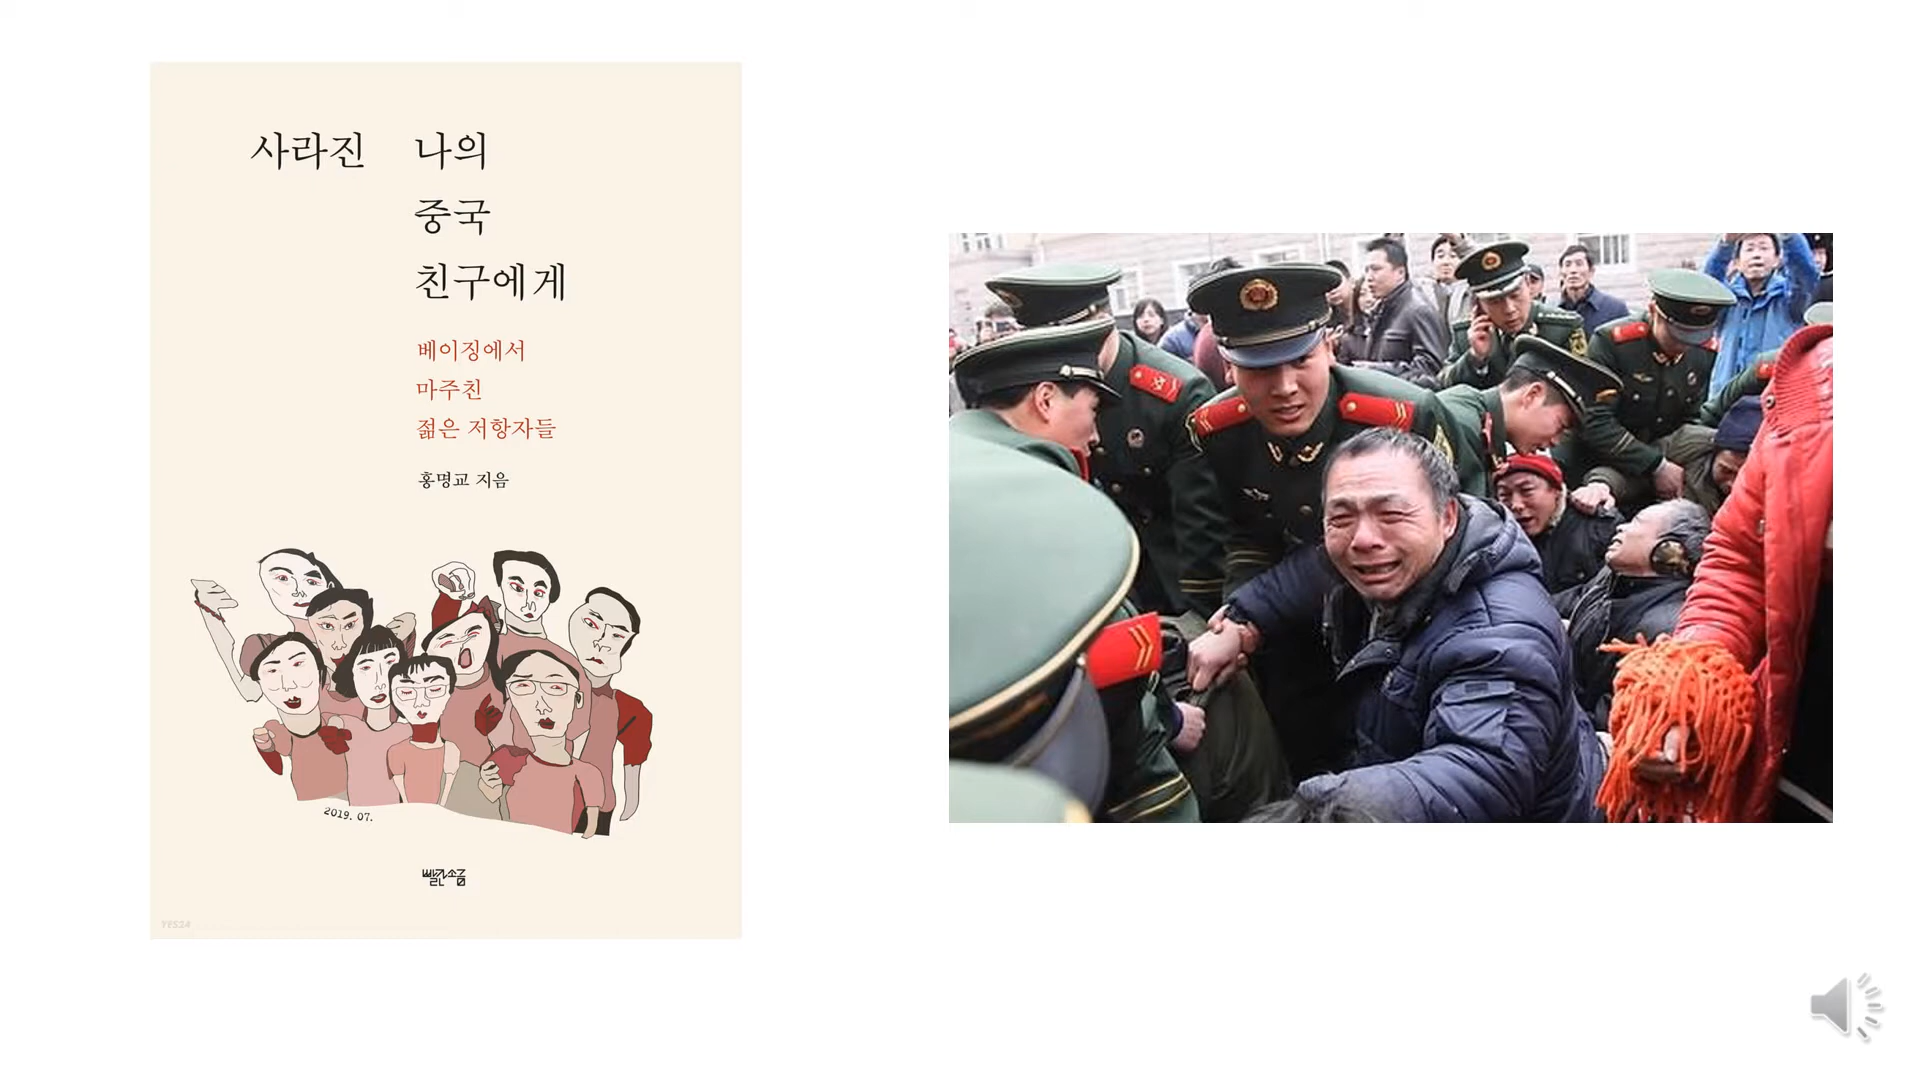 사라진 나의
중국
친구에게
베이징에서
마주친
젊은 저항자들
홍명교 지음
2019. 07.
빨간소금
YES24